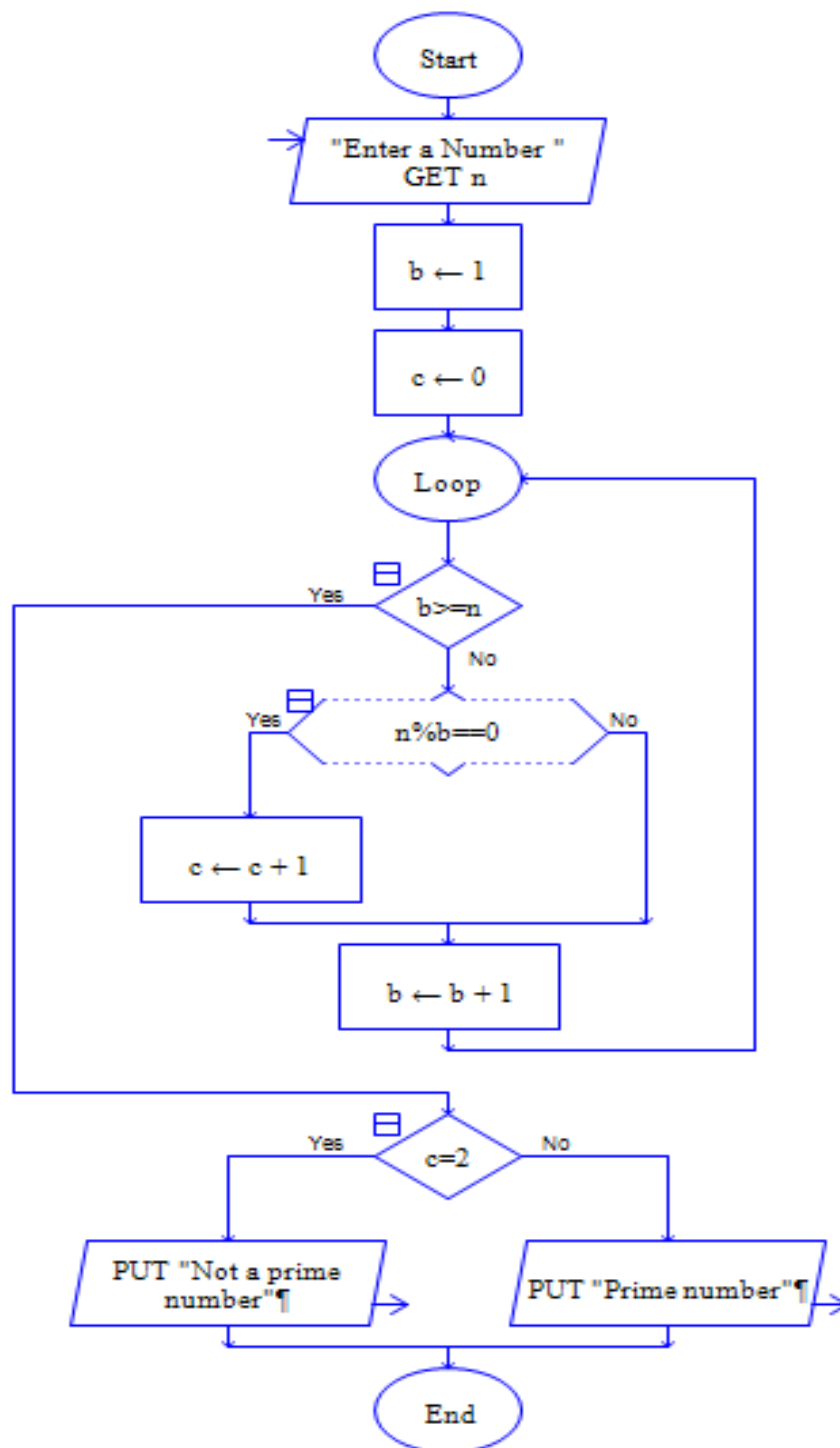 Start
"Enter a Number "
GET n
b ← 1
c ← 0
Loop
Yes
b>=n
No
Yes
n%b==0
No
c ← c + 1
b ← b + 1
Yes
c=2
No
PUT "Not a prime
number"¶
PUT "Prime number"¶
End